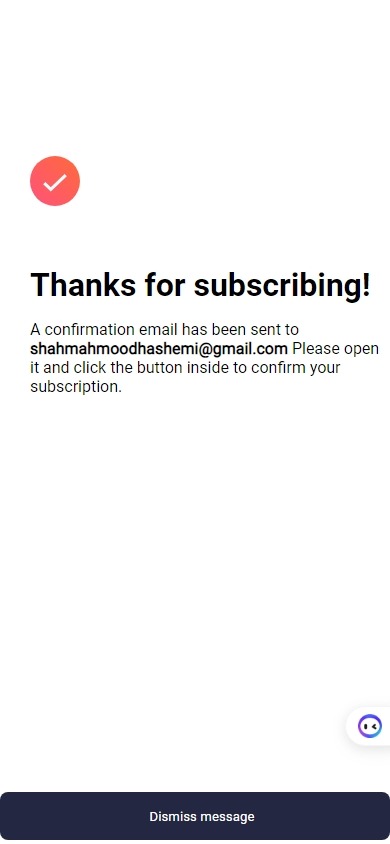 Thanks for subscribing!
A confirmation email has been sent to
shahmahmoodhashemi@gmail.com Please open
it and click the button inside to confirm your
subscription.
Dismiss message